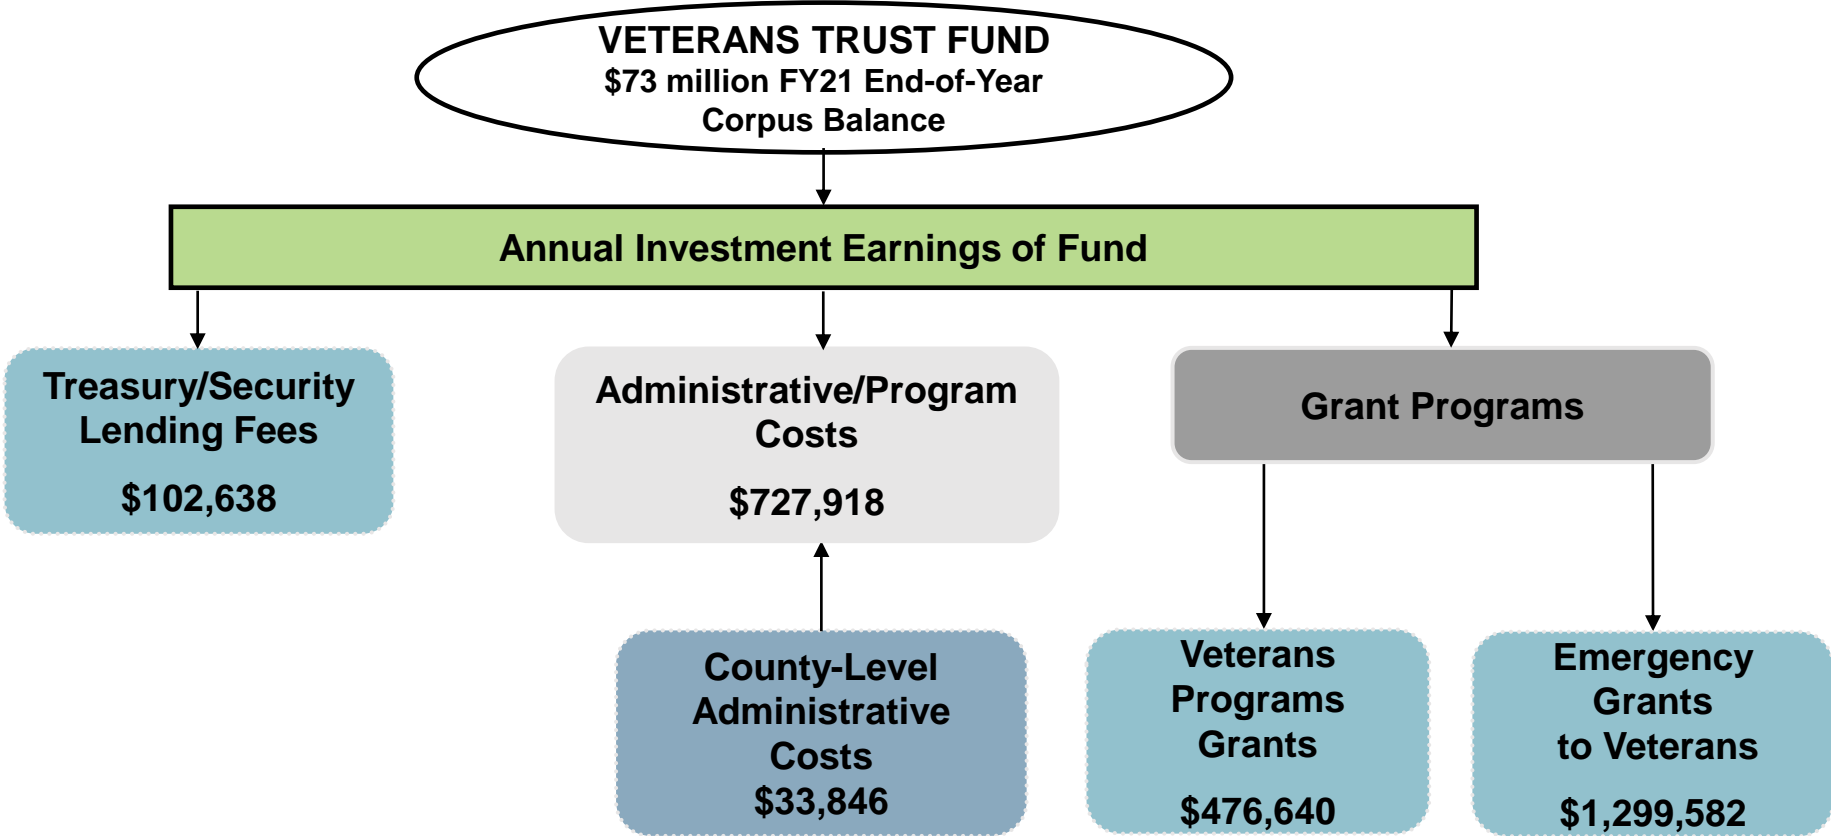 VETERANS TRUST FUND
$73 million FY21 End-of-Year
Corpus Balance
Annual Investment Earnings of Fund
Treasury/Security
Lending Fees
$102,638
Administrative/Program
Costs
$727,918
Grant Programs
County-Level
Administrative
Costs
$33,846
Veterans
Programs
Grants
$476,640
Emergency
Grants
to Veterans
$1,299,582